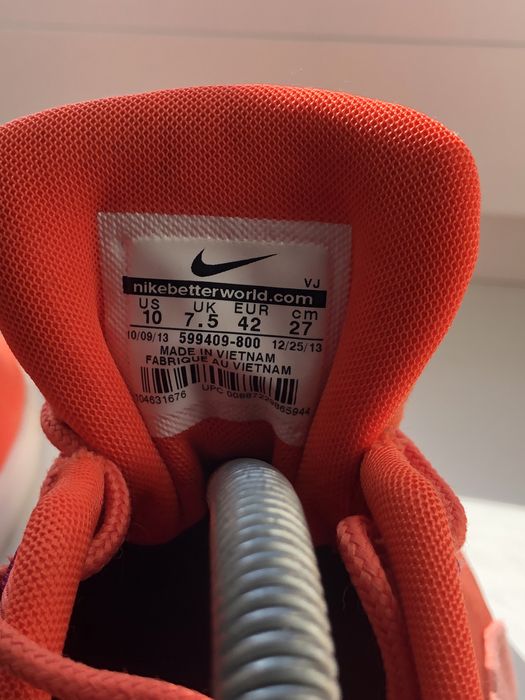 VJ
nikebetterworld.com
US UK EUR cm
10 7.5 42 27
10/09/13 599409-800 12/25/13
MADE IN VIETNAM
FABRIQUE AU VIETNAM
UPC